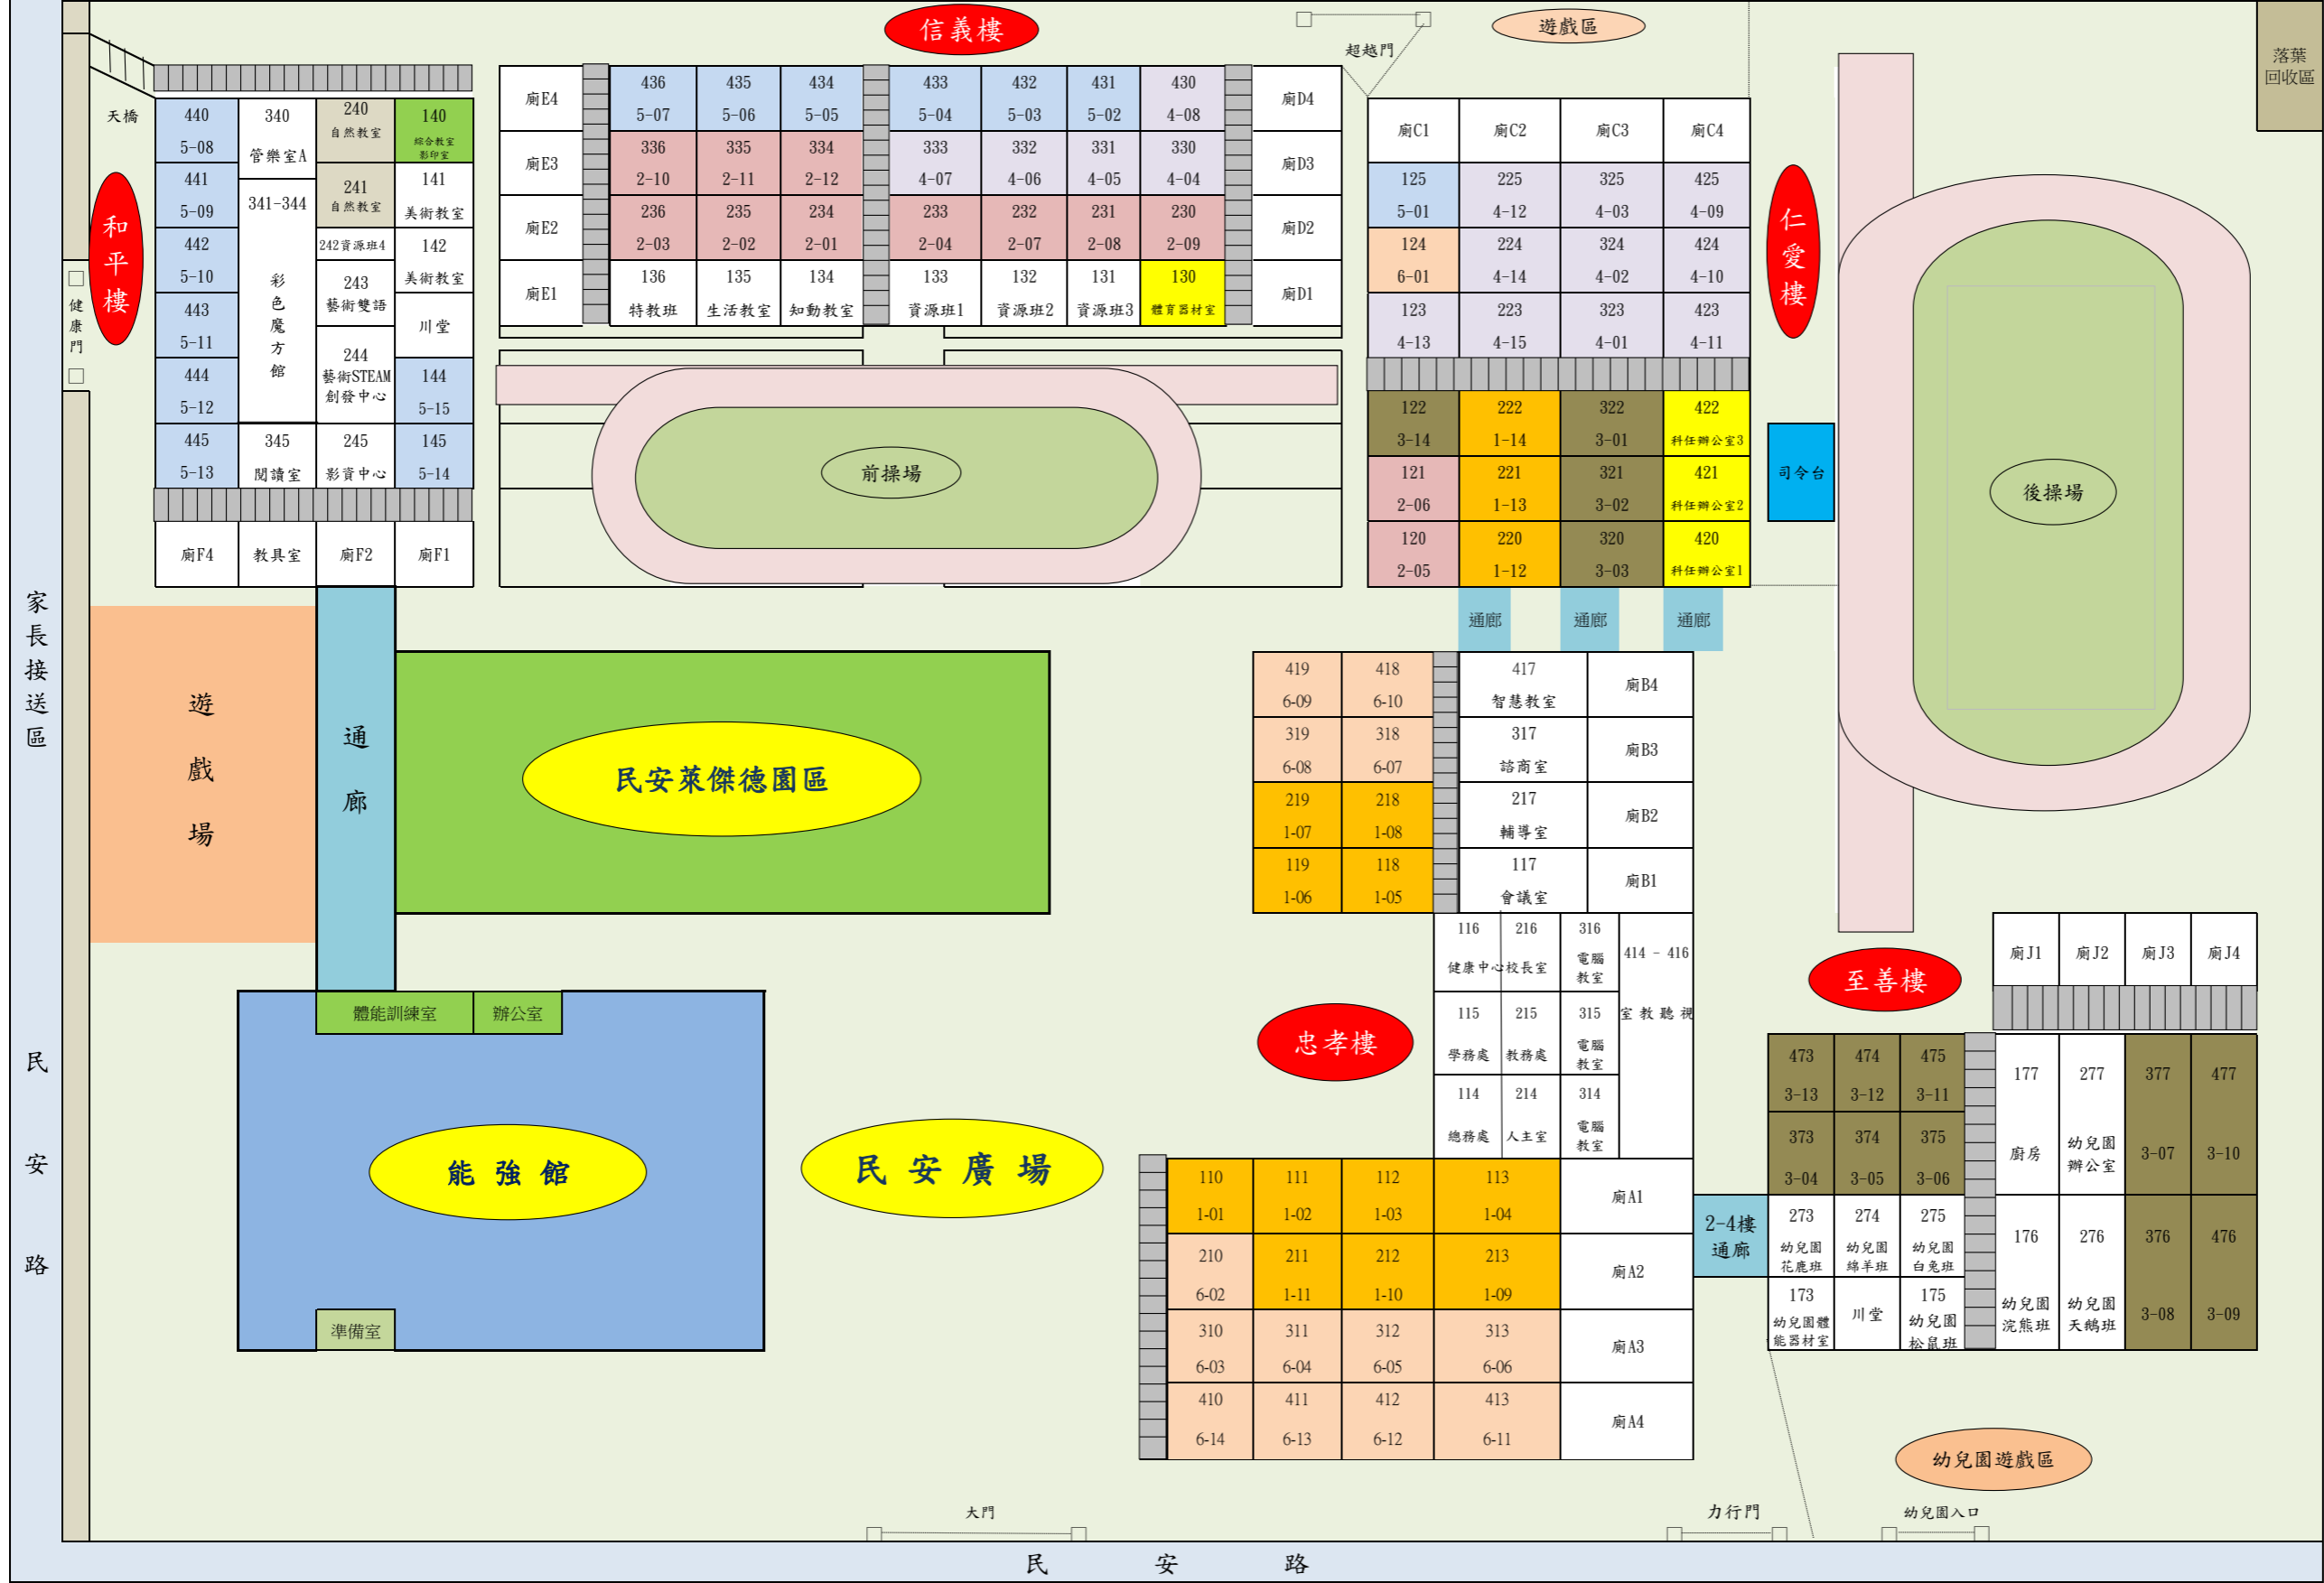 信義樓
超越門
遊戲區
落葉
回收區
天橋
440
5-08
340
管樂室A
240
自然教室
140
綜合教室
影印室
441
5-09
341-344
彩色魔方館
241
自然教室
141
美術教室
442
5-10
242資源班4
142
美術教室
443
5-11
243
藝術雙語
川堂
444
5-12
244
藝術STEAM
創發中心
144
5-15
445
5-13
345
閱讀室
245
影資中心
145
5-14
廁F4
教具室
廁F2
廁F1
和平樓
健康門
廁E4
436
5-07
435
5-06
434
5-05
433
5-04
432
5-03
431
5-02
430
4-08
廁D4
廁E3
336
2-10
335
2-11
334
2-12
333
4-07
332
4-06
331
4-05
330
4-04
廁D3
廁E2
236
2-03
235
2-02
234
2-01
233
2-04
232
2-07
231
2-08
230
2-09
廁D2
廁E1
136
特教班
135
生活教室
134
知動教室
133
資源班1
132
資源班2
131
資源班3
130
體育器材室
廁D1
前操場
廁C1
廁C2
廁C3
廁C4
125
5-01
225
4-12
325
4-03
425
4-09
124
6-01
224
4-14
324
4-02
424
4-10
123
4-13
223
4-15
323
4-01
423
4-11
122
3-14
222
1-14
322
3-01
422
科任辦公室3
121
2-06
221
1-13
321
3-02
421
科任辦公室2
120
2-05
220
1-12
320
3-03
420
科任辦公室1
仁愛樓
司令台
後操場
通廊
通廊
通廊
家長接送區
遊戲場
通廊
民安萊傑德園區
419
6-09
418
6-10
417
智慧教室
廁B4
319
6-08
318
6-07
317
諮商室
廁B3
219
1-07
218
1-08
217
輔導室
廁B2
119
1-06
118
1-05
117
會議室
廁B1
116
健康中心
216
校長室
316
電腦
教室
414 - 416
室教聽視
115
學務處
215
教務處
315
電腦
教室
114
總務處
214
人主室
314
電腦
教室
忠孝樓
體能訓練室
辦公室
能強館
準備室
民安廣場
110
1-01
111
1-02
112
1-03
113
1-04
廁A1
210
6-02
211
1-11
212
1-10
213
1-09
廁A2
310
6-03
311
6-04
312
6-05
313
6-06
廁A3
410
6-14
411
6-13
412
6-12
413
6-11
廁A4
2-4樓
通廊
至善樓
廁J1
廁J2
廁J3
廁J4
473
3-13
474
3-12
475
3-11
373
3-04
374
3-05
375
3-06
273
幼兒園
花鹿班
274
幼兒園
綿羊班
275
幼兒園
白兔班
173
幼兒園體
能器材室
川堂
175
幼兒園
松鼠班
177
廚房
277
幼兒園
辦公室
377
3-07
477
3-10
176
幼兒園
浣熊班
276
幼兒園
天鵝班
376
3-08
476
3-09
幼兒園遊戲區
大門
力行門
幼兒園入口
民安路
民安路